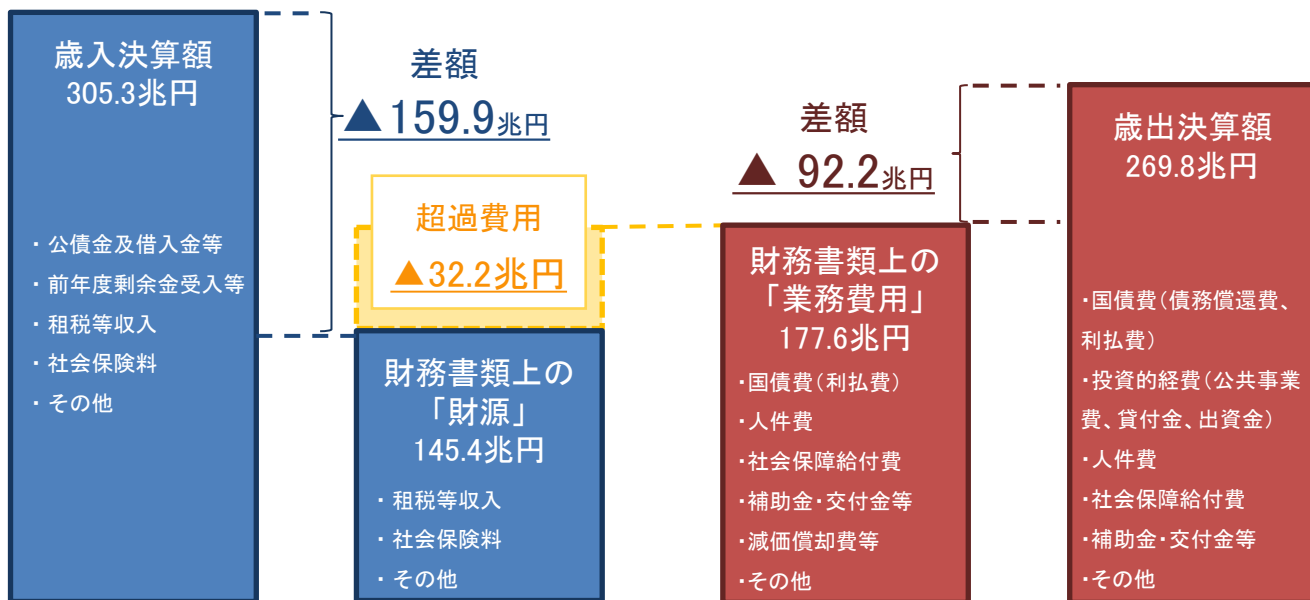 歳入決算額
305.3兆円
・公債金及借入金等
・前年度剰余金受入等
・租税等収入
・社会保険料
・その他
差額
▲159.9兆円
超過費用
▲32.2兆円
財務書類上の
「財源」
145.4兆円
・租税等収入
・社会保険料
・その他
差額
▲ 92.2兆円
財務書類上の
「業務費用」
177.6兆円
・国債費(利払費)
・人件費
・社会保障給付費
・補助金・交付金等
・減価償却費等
・その他
歳出決算額
269.8兆円
・国債費(債務償還費、
利払費)
・投資的経費(公共事業
費、貸付金、出資金)
・人件費
・社会保障給付費
・補助金・交付金等
・その他